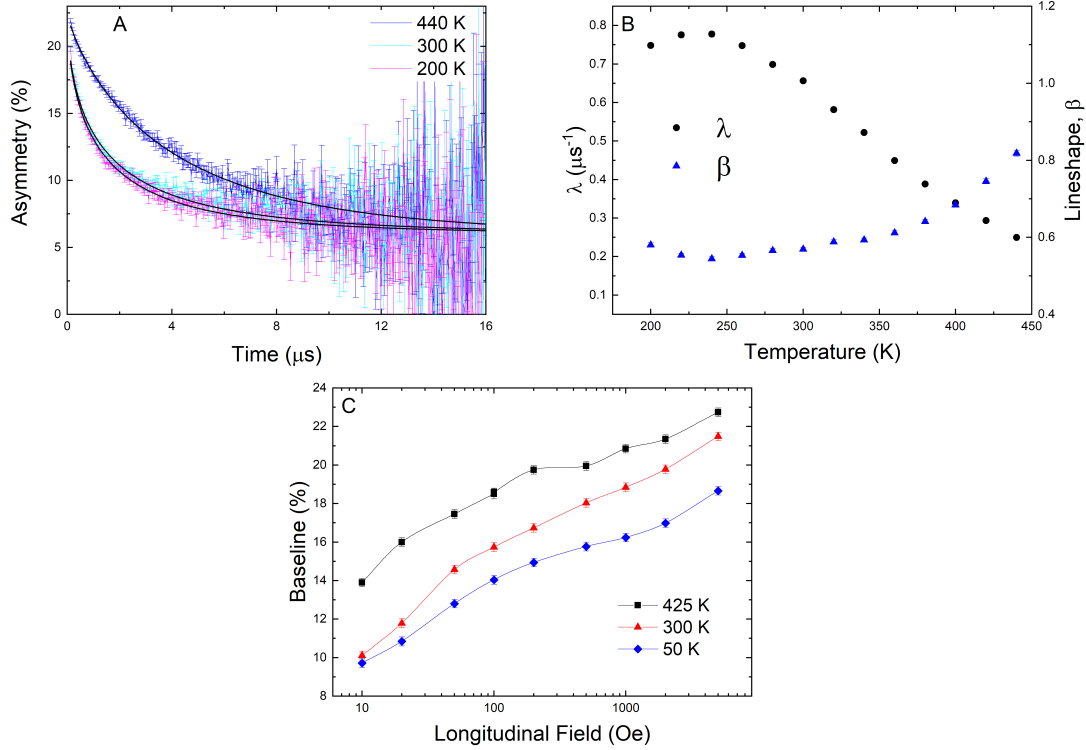 A
440 K
300 K
200 K
20
15
10
5
0
0
4
8
12
16
Asymmetry (%)
Time (μs)
B
0.8
0.7
0.6
0.5
0.4
0.3
0.2
0.1
λ (μs⁻¹)
λ
β
1.2
1.0
0.8
0.6
0.4
Lineshape, β
200
250
300
350
400
450
Temperature (K)
C
24
22
20
18
16
14
12
10
8
Baseline (%)
425 K
300 K
50 K
10
100
1000
Longitudinal Field (Oe)